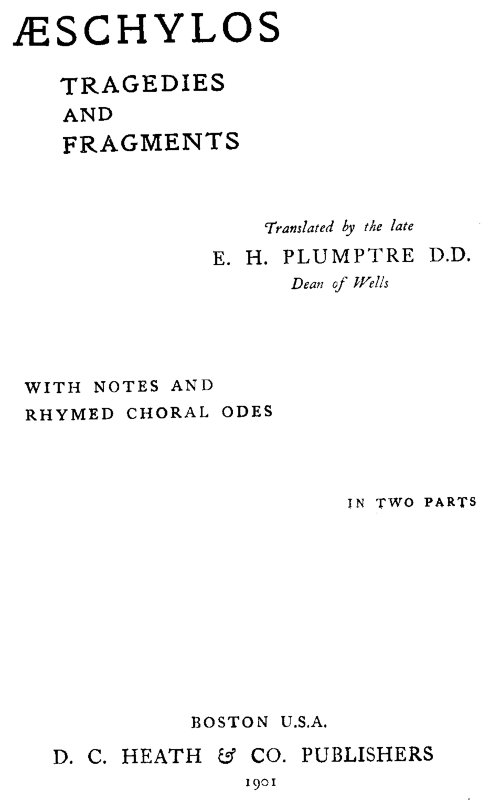 ÆSCHYLOS
TRAGEDIES
AND
FRAGMENTS
Translated by the late
E. H. PLUMPTRE D.D.
Dean of Wells
WITH NOTES AND
RHYMED CHORAL ODES
IN TWO PARTS
BOSTON U.S.A.
D. C. HEATH & CO. PUBLISHERS
1901